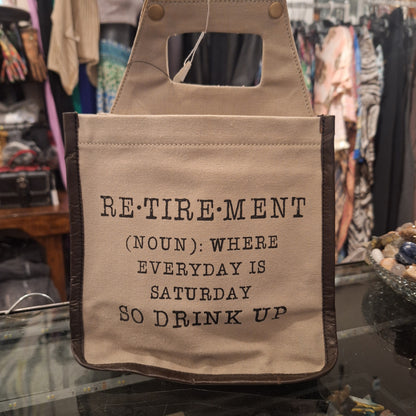 RE•TIRE•MENT
(NOUN): WHERE
EVERYDAY IS
SATURDAY
SO DRINK UP